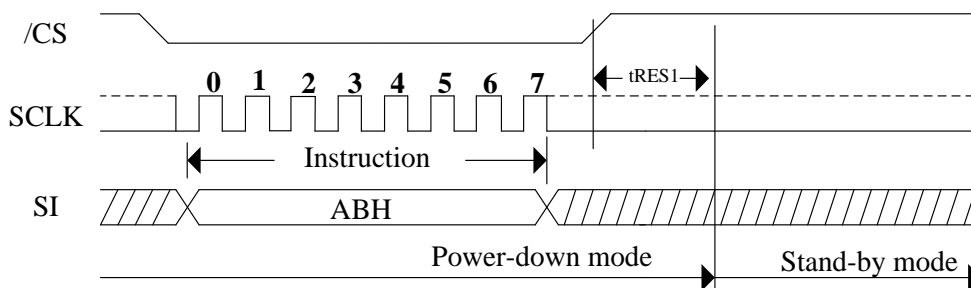 /CS
tRES1
0 1 2 3 4 5 6 7
SCLK
Instruction
SI
ABH
Power-down mode
Stand-by mode